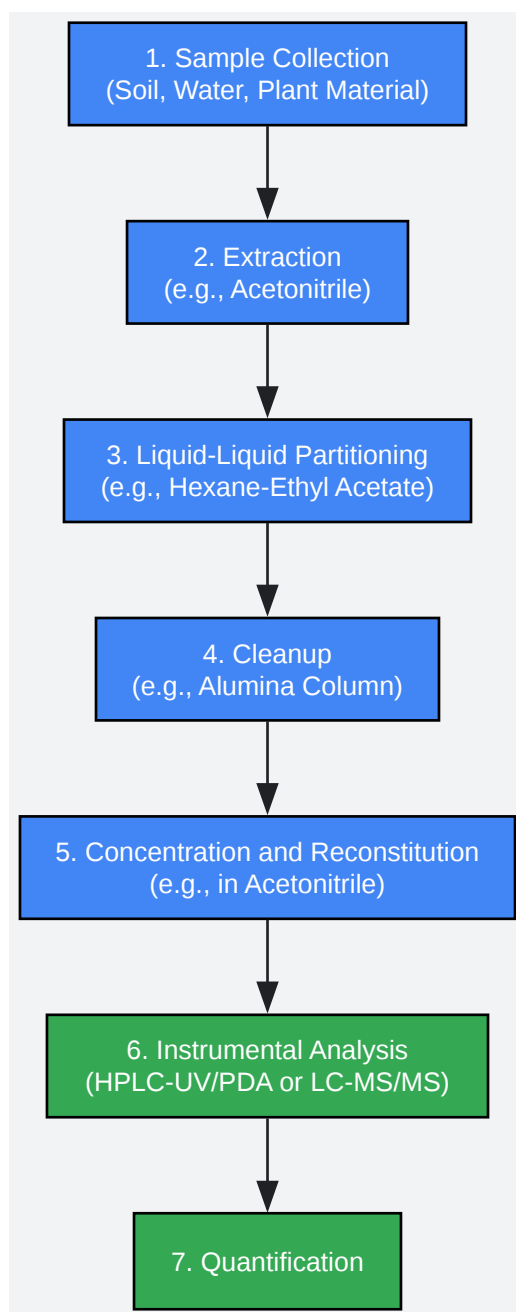 1. Sample Collection
(Soil, Water, Plant Material)
2. Extraction
(e.g., Acetonitrile)
3. Liquid-Liquid Partitioning
(e.g., Hexane-Ethyl Acetate)
4. Cleanup
(e.g., Alumina Column)
5. Concentration and Reconstitution
(e.g., in Acetonitrile)
6. Instrumental Analysis
(HPLC-UV/PDA or LC-MS/MS)
7. Quantification